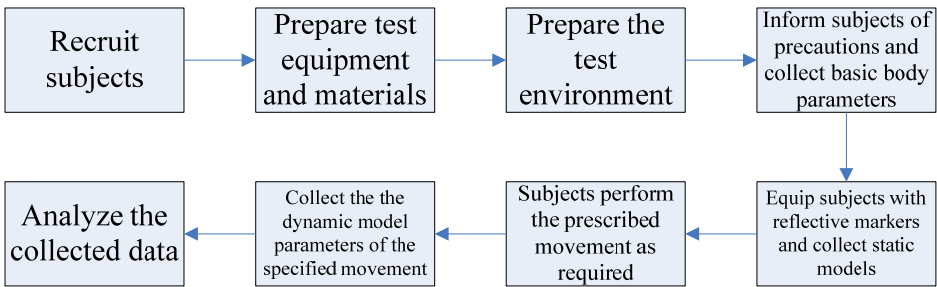 Recruit
subjects
Prepare test
equipment
and materials
Prepare the
test
environment
Inform subjects of
precautions and
collect basic body
parameters
Equip subjects with
reflective markers
and collect static
models
Subjects perform
the prescribed
movement as
required
Collect the the
dynamic model
parameters of the
specified movement
Analyze the
collected data